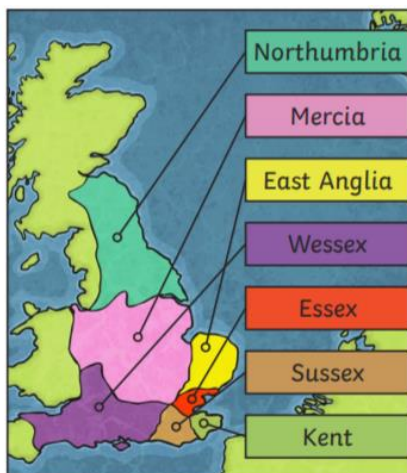 Northumbria
Mercia
East Anglia
Wessex
Essex
Sussex
Kent